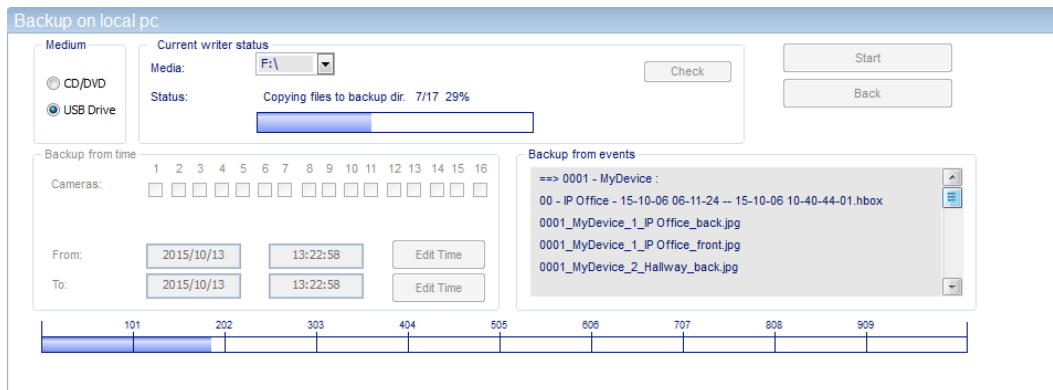 Backup on local pc
Medium
CD/DVD
USB Drive
Current writer status
Media: F:\ Check
Status: Copying files to backup dir. 7/17 29%
Start
Back
Backup from time
1 2 3 4 5 6 7 8 9 10 11 12 13 14 15 16
Cameras:
From: 2015/10/13 13:22:58 Edit Time
To: 2015/10/13 13:22:58 Edit Time
Backup from events
==> 0001 - MyDevice :
00 - IP Office - 15-10-06 06-11-24 -- 15-10-06 10-40-44-01.hbox
0001_MyDevice_1_IP Office_back.jpg
0001_MyDevice_1_IP Office_front.jpg
0001_MyDevice_2_Hallway_back.jpg
101 202 303 404 505 606 707 808 909